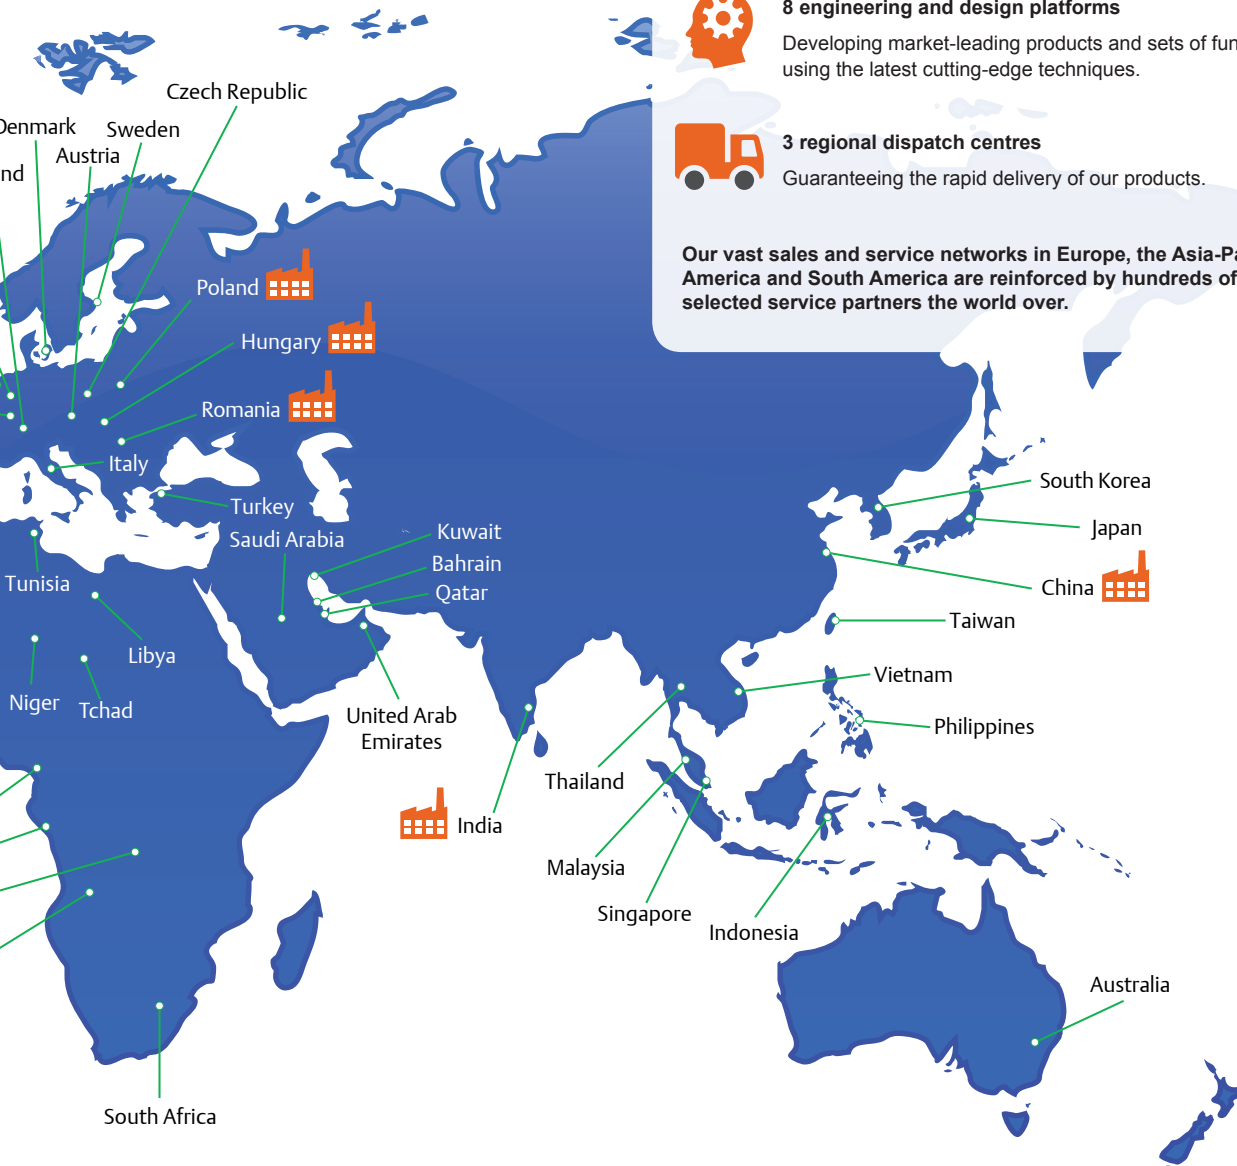 8 engineering and design platforms
Developing market-leading products and sets of
using the latest cutting-edge techniques.
3 regional dispatch centres
Guaranteeing the rapid delivery of our products.
Our vast sales and service networks in Europe, the
America and South America are reinforced by hundreds of
selected service partners the world over.
Czech Republic
Denmark
Sweden
Austria
Poland
Hungary
Romania
Italy
Turkey
Saudi Arabia
Kuwait
Bahrain
Qatar
Tunisia
Libya
Niger
Tchad
United Arab
Emirates
India
South Africa
South Korea
Japan
China
Taiwan
Vietnam
Philippines
Thailand
Malaysia
Singapore
Indonesia
Australia